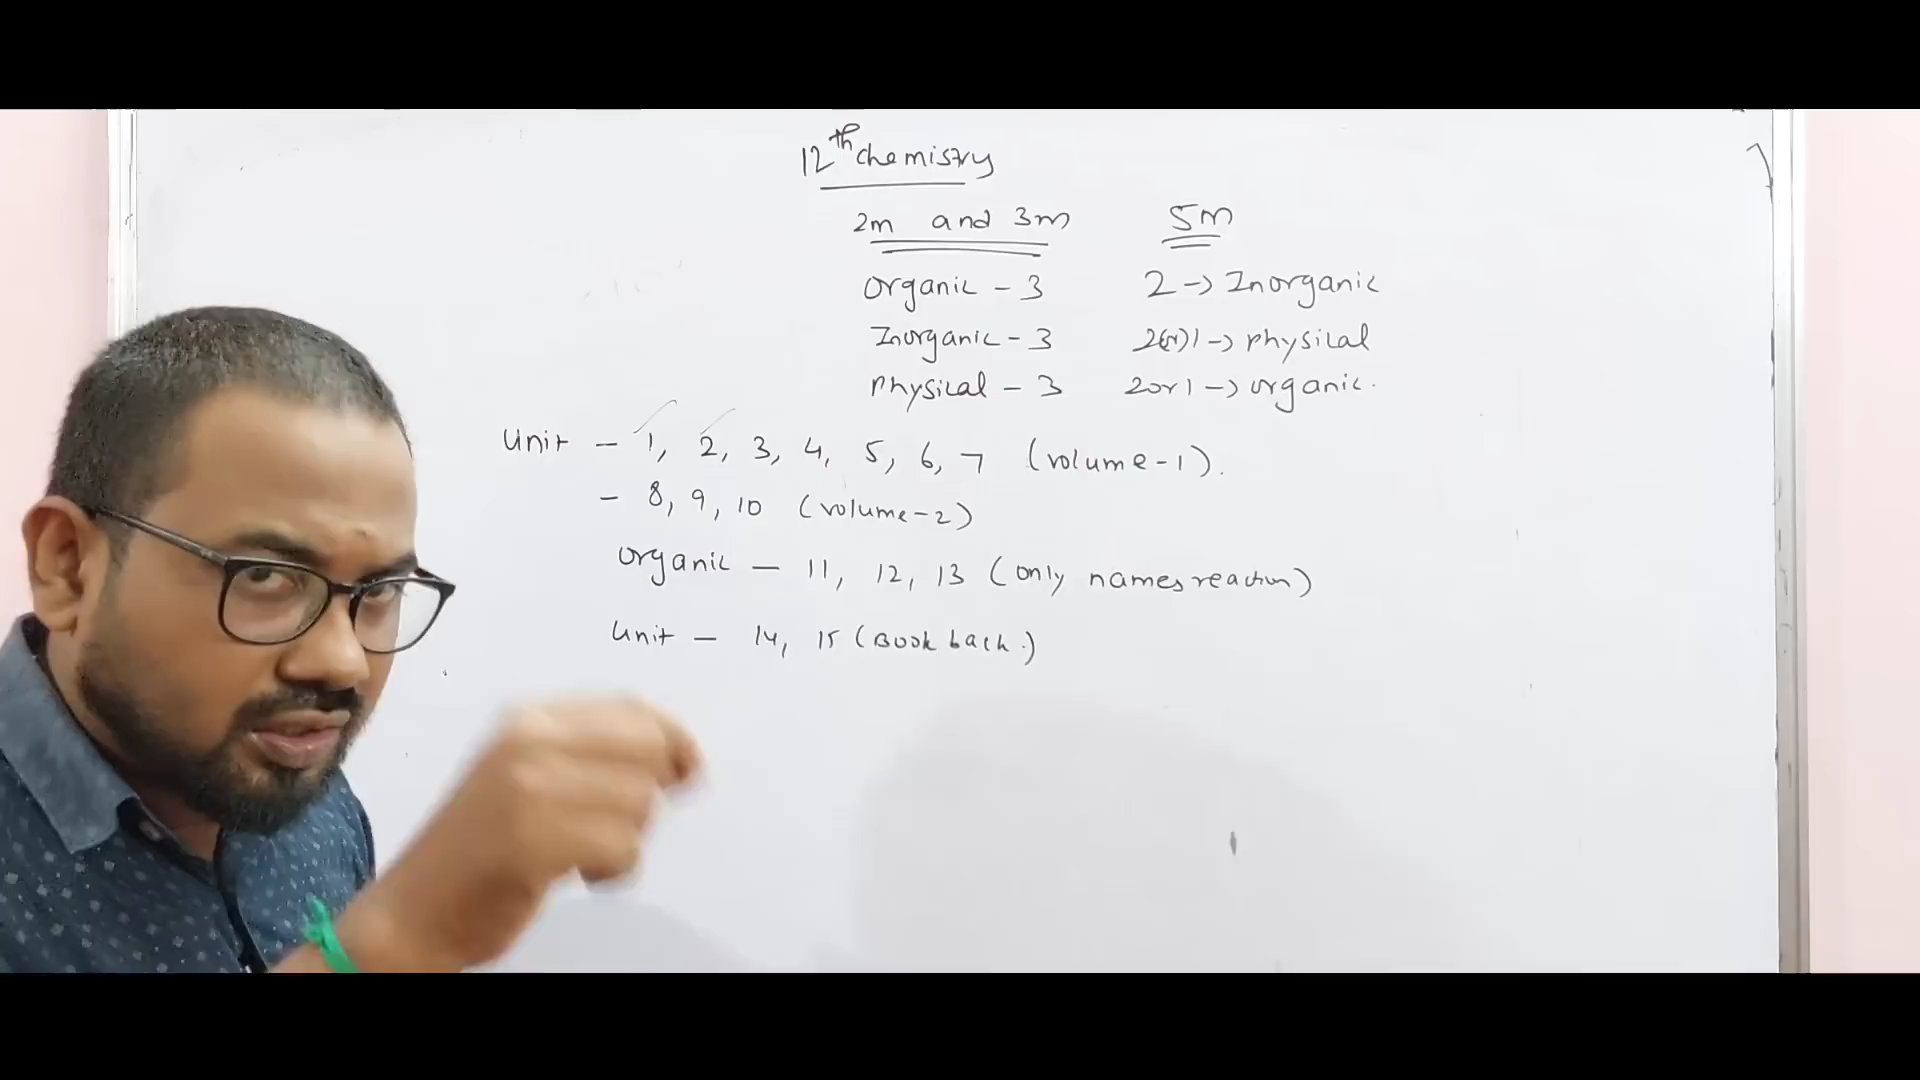 12th chemistry
2m and 3m 5m
organic - 3 2 -> Inorganic
Inorganic - 3 2(or)1 -> physical
physical - 3 2or1 -> organic.
Unit - 1, 2, 3, 4, 5, 6, 7 (volume-1).
- 8, 9, 10 (volume-2)
organic - 11, 12, 13 (only names reaction)
Unit - 14, 15 (Book back.)